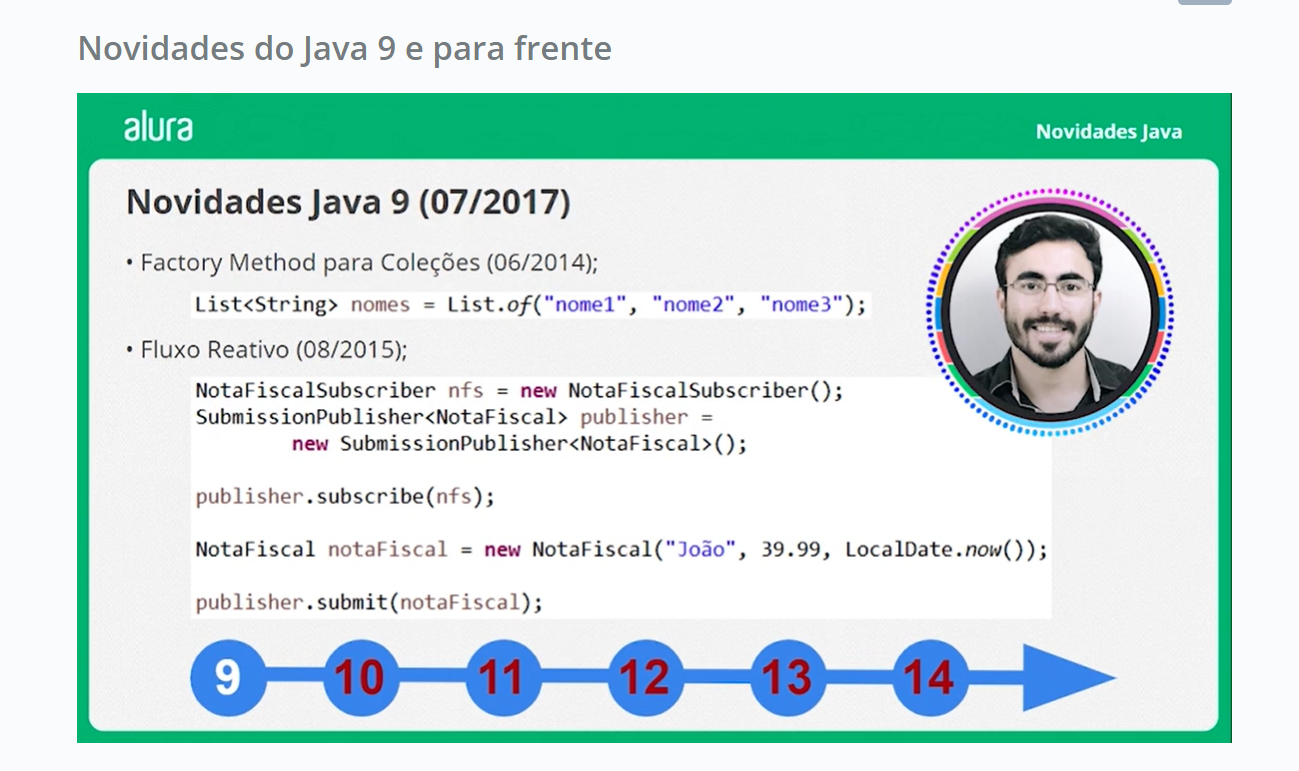 Novidades do Java 9 e para frente
alura
Novidades Java
Novidades Java 9 (07/2017)
• Factory Method para Coleções (06/2014);
List<String> nomes = List.of("nome1", "nome2", "nome3");
• Fluxo Reativo (08/2015);
NotaFiscalSubscriber nfs = new NotaFiscalSubscriber();
SubmissionPublisher<NotaFiscal> publisher =
new SubmissionPublisher<NotaFiscal>();
publisher.subscribe(nfs);
NotaFiscal notaFiscal = new NotaFiscal("João", 39.99, LocalDate.now());
publisher.submit(notaFiscal);
9 10 11 12 13 14